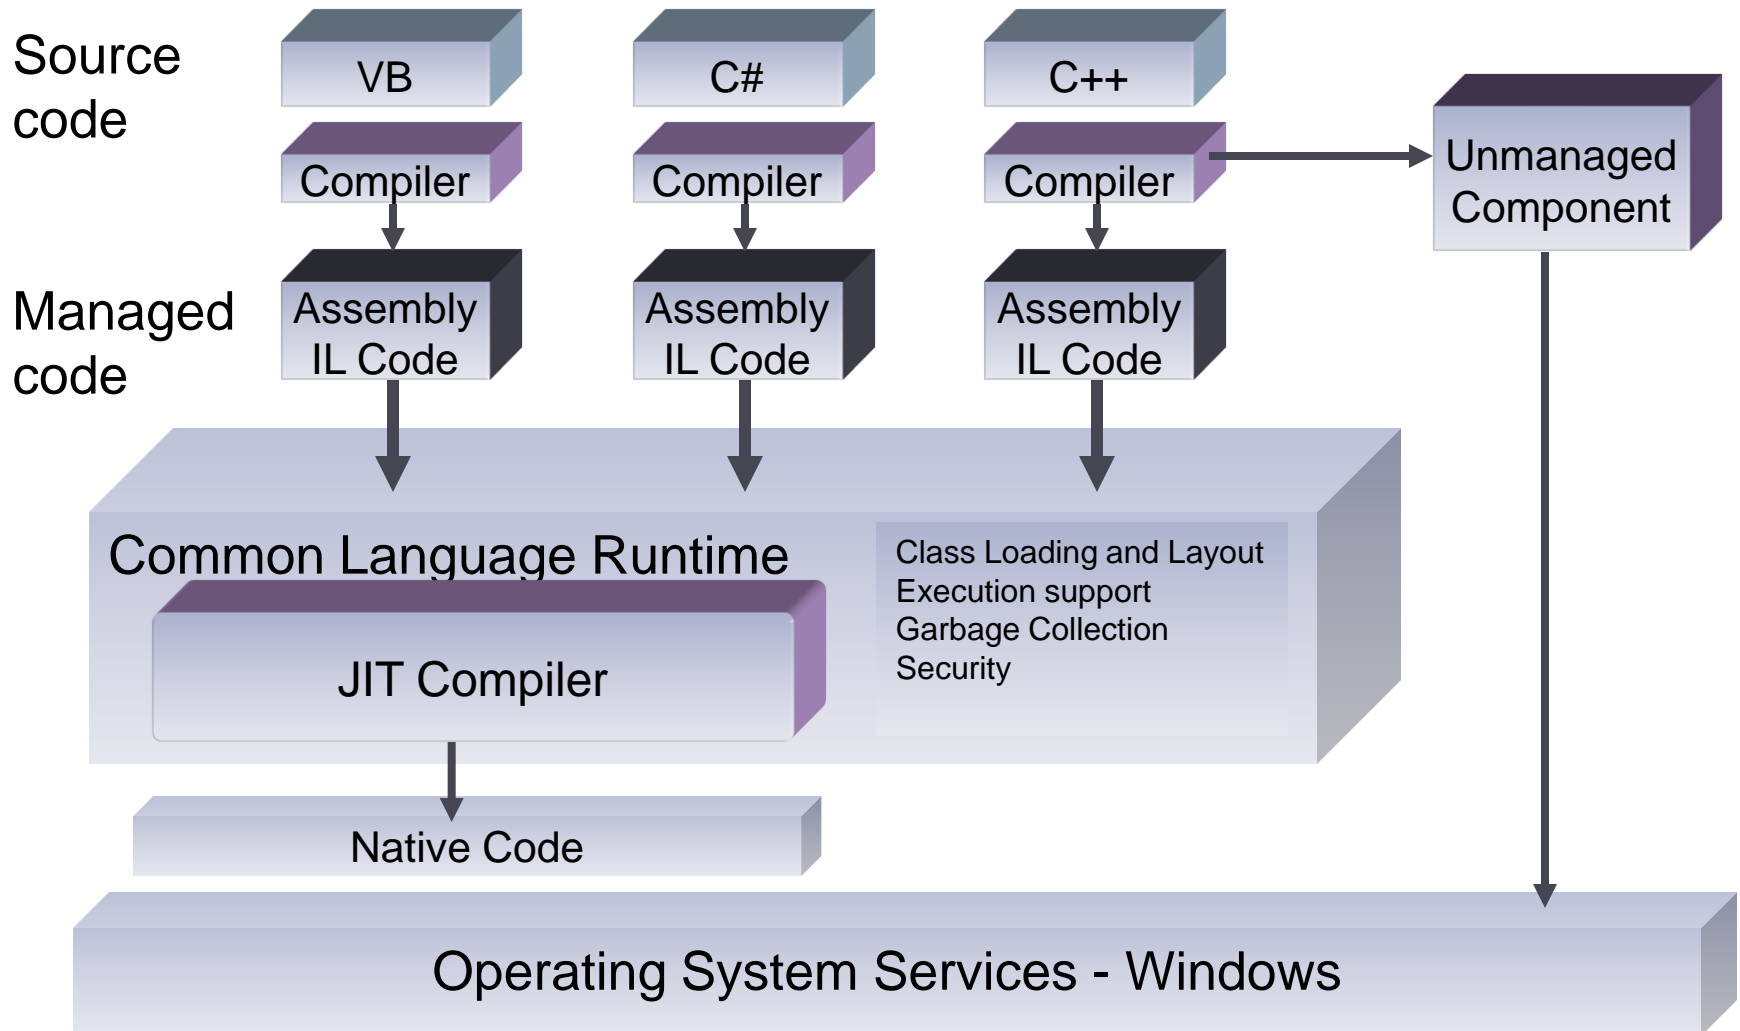 Source
code
VB
C#
C++
Compiler
Compiler
Compiler
Unmanaged
Component
Managed
code
Assembly
IL Code
Assembly
IL Code
Assembly
IL Code
Common Language Runtime
JIT Compiler
Class Loading and Layout
Execution support
Garbage Collection
Security
Native Code
Operating System Services - Windows